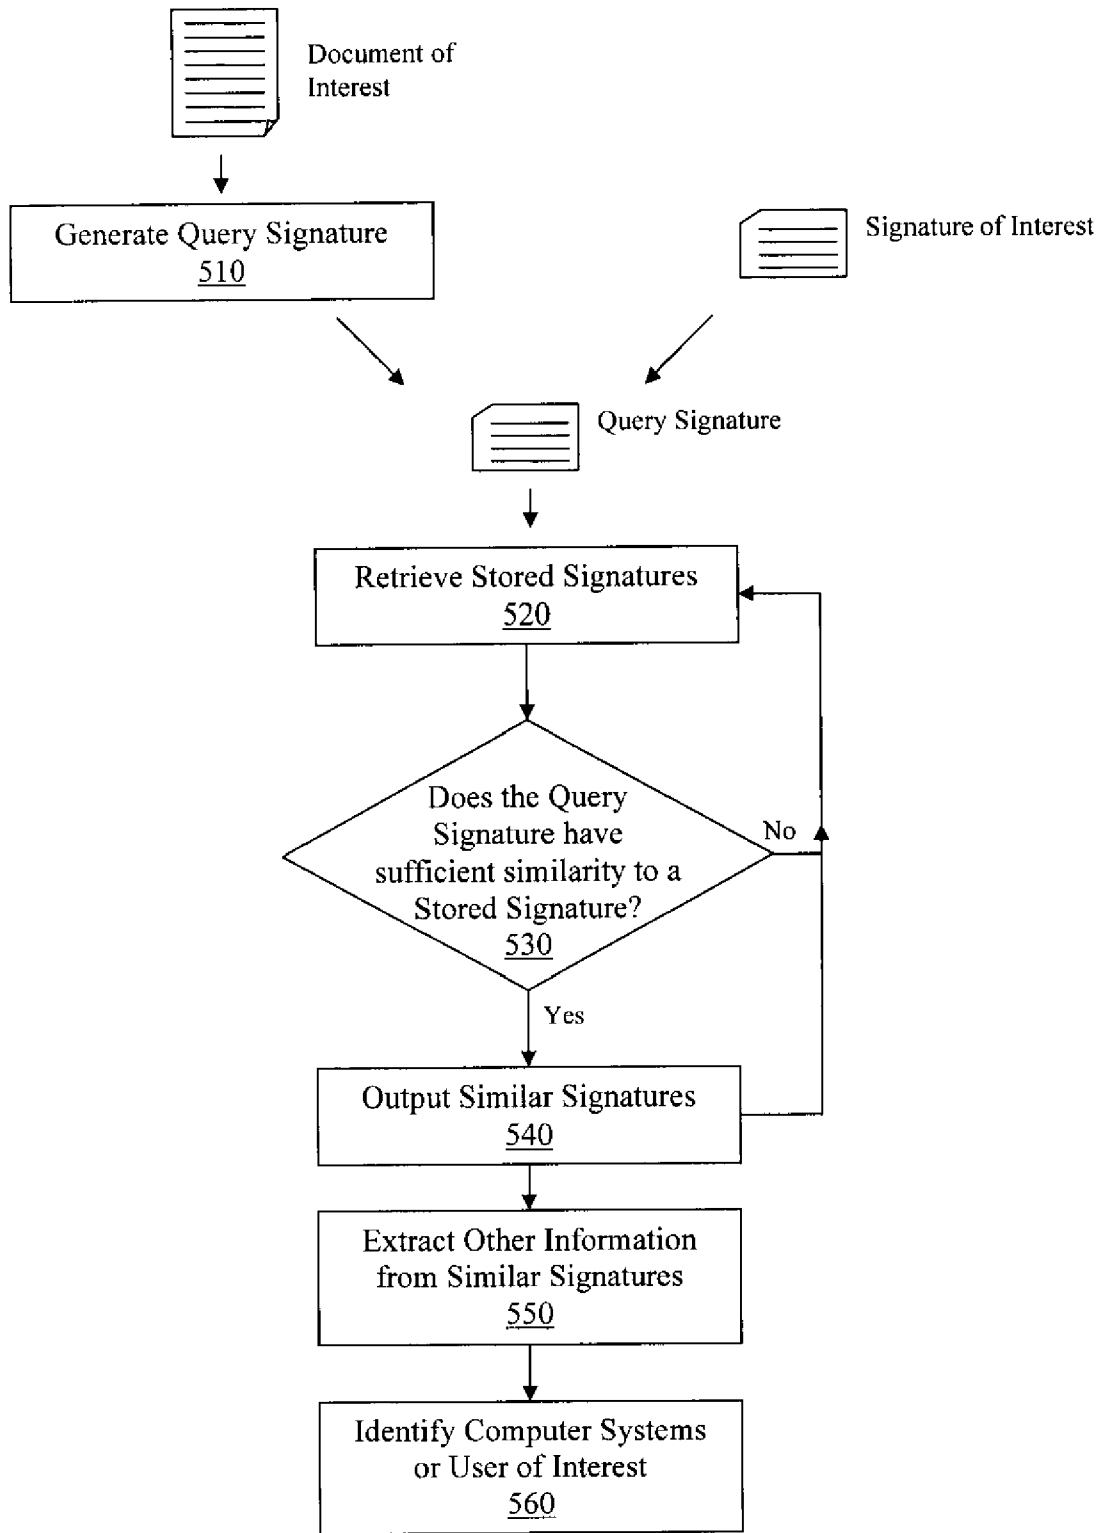 Document of
Interest
Generate Query Signature
510
Signature of Interest
Query Signature
Retrieve Stored Signatures
520
Does the Query
Signature have
sufficient similarity to a
Stored Signature?
530
No
Yes
Output Similar Signatures
540
Extract Other Information
from Similar Signatures
550
Identify Computer Systems
or User of Interest
560